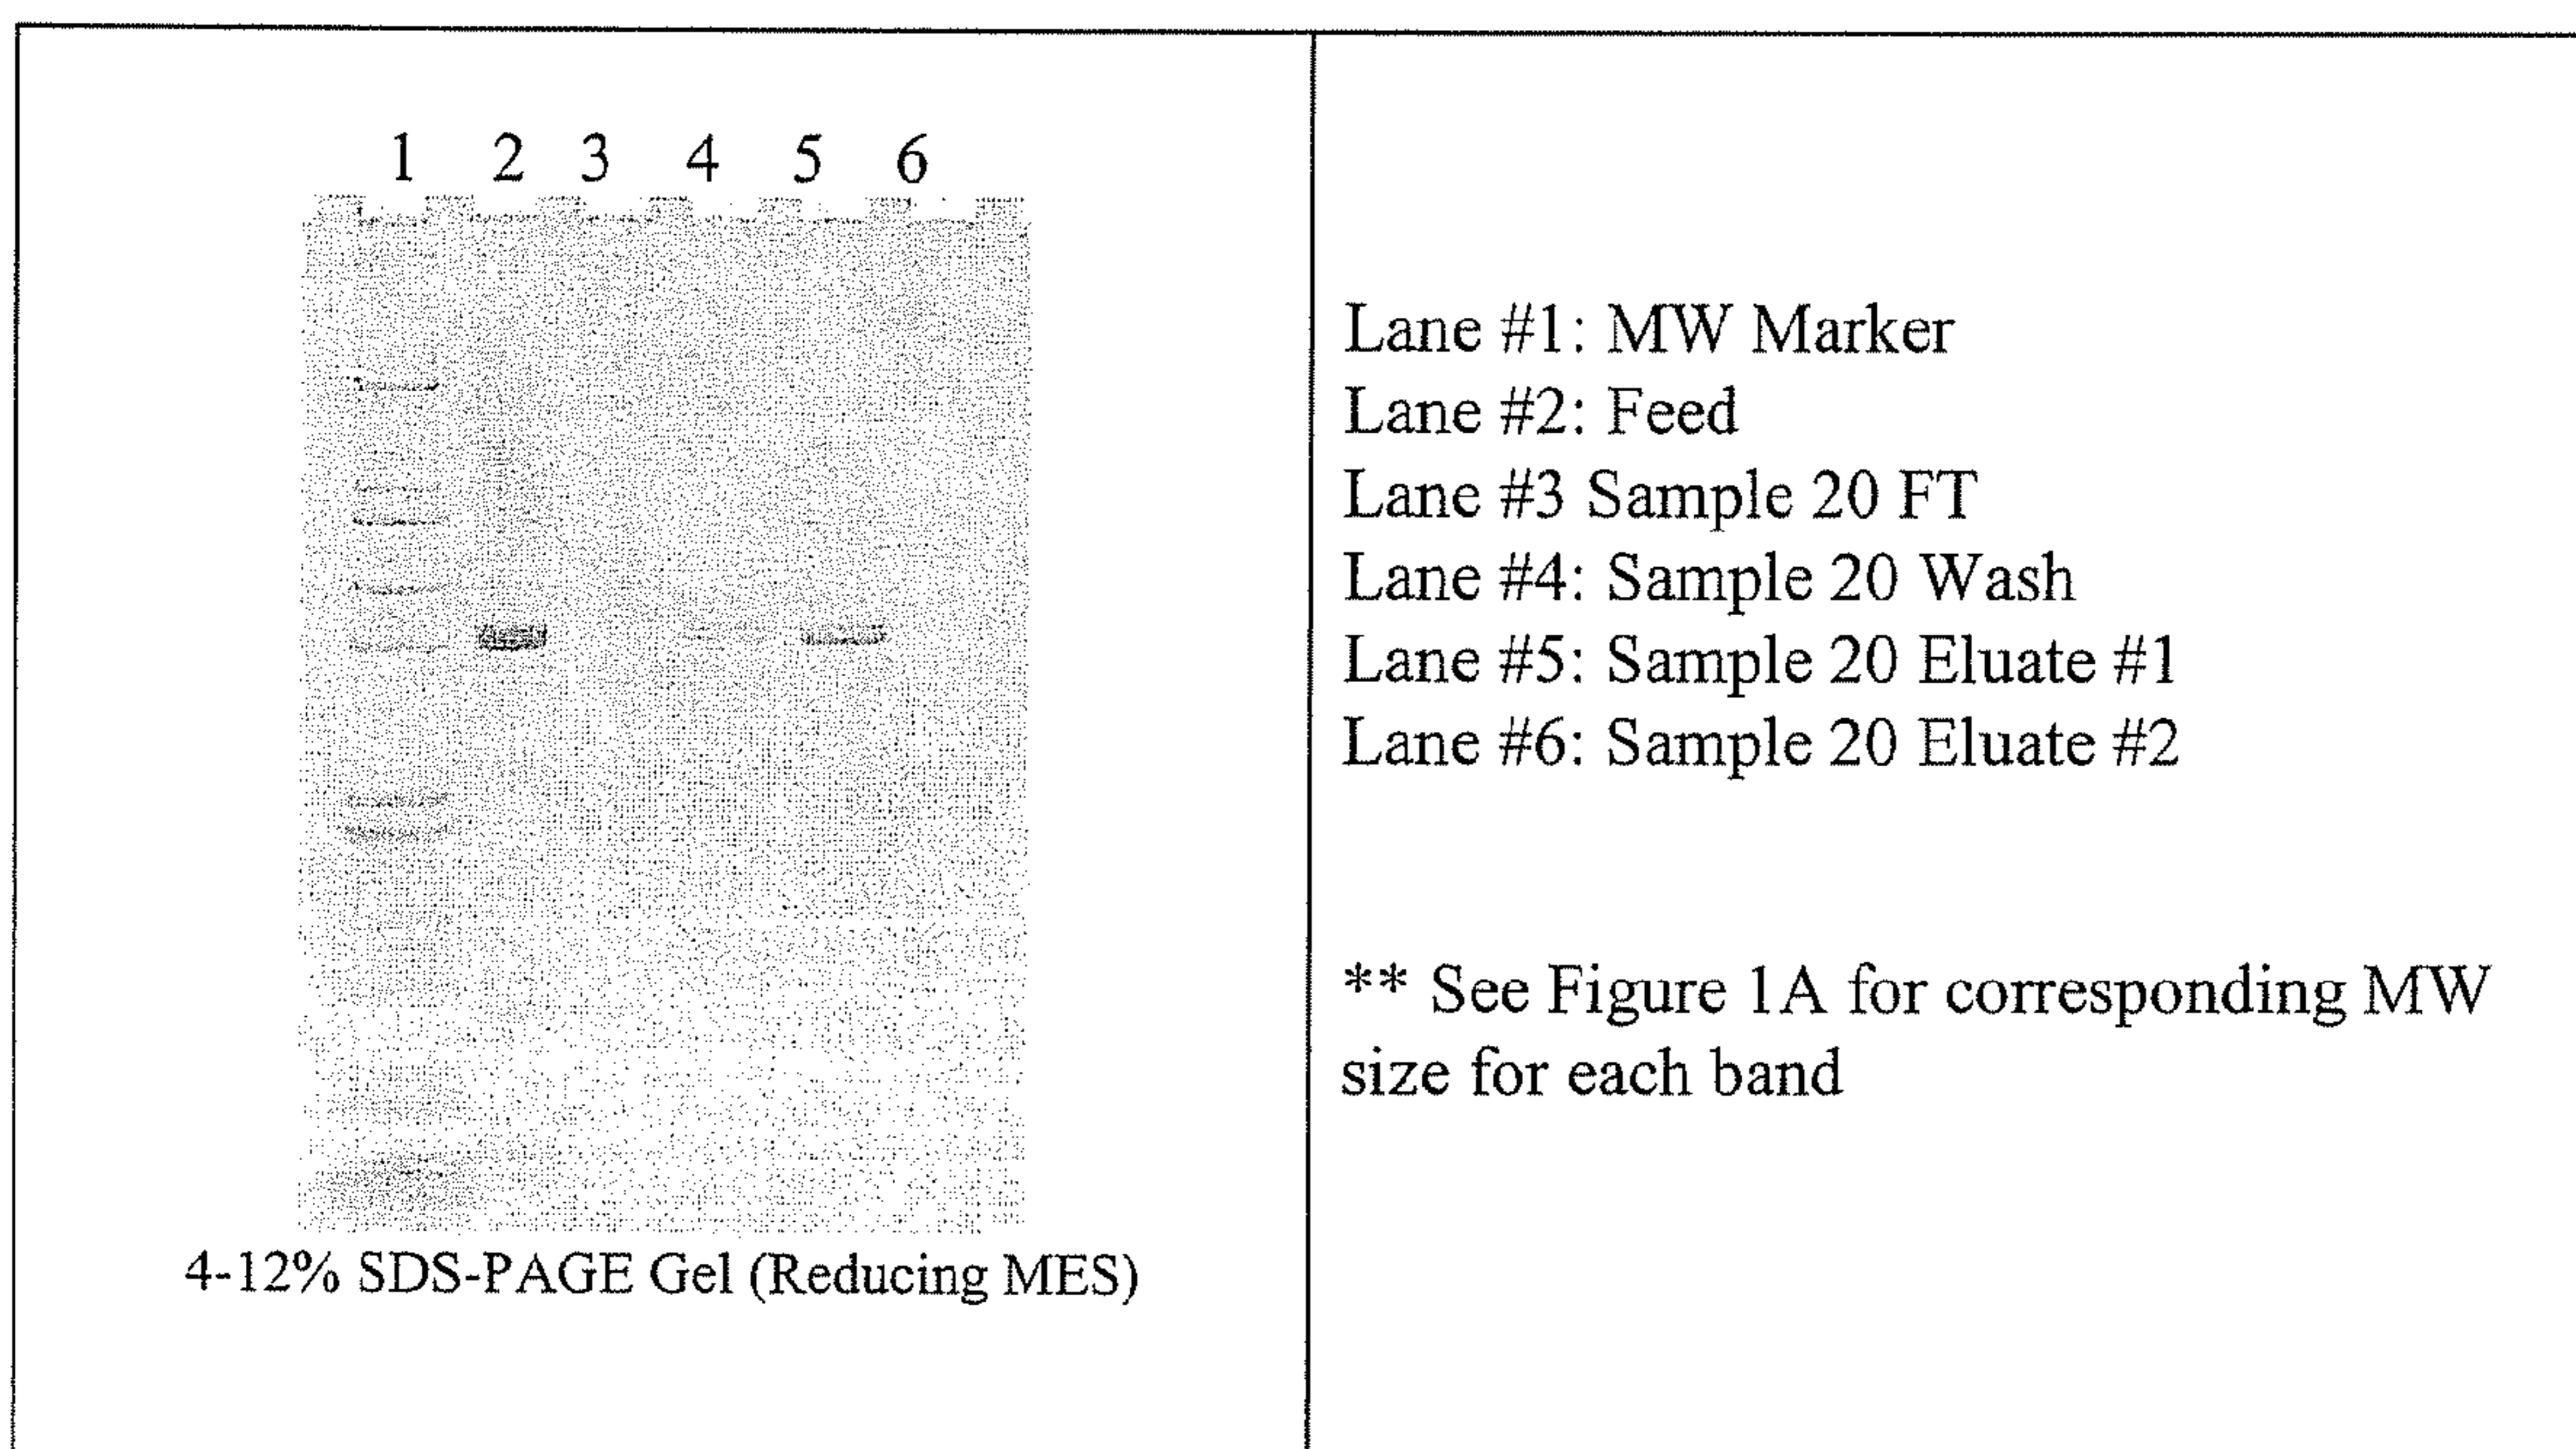 1 2 3 4 5 6
4-12% SDS-PAGE Gel (Reducing MES)
Lane #1: MW Marker
Lane #2: Feed
Lane #3 Sample 20 FT
Lane #4: Sample 20 Wash
Lane #5: Sample 20 Eluate #1
Lane #6: Sample 20 Eluate #2
** See Figure 1A for corresponding MW
size for each band